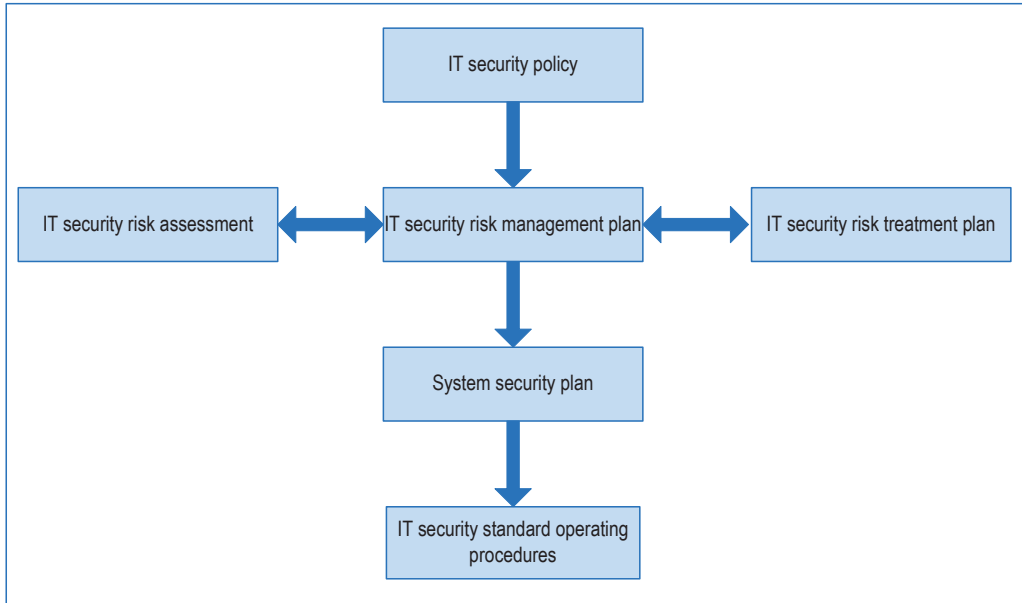 IT security policy
IT security risk assessment
IT security risk management plan
IT security risk treatment plan
System security plan
IT security standard operating
procedures